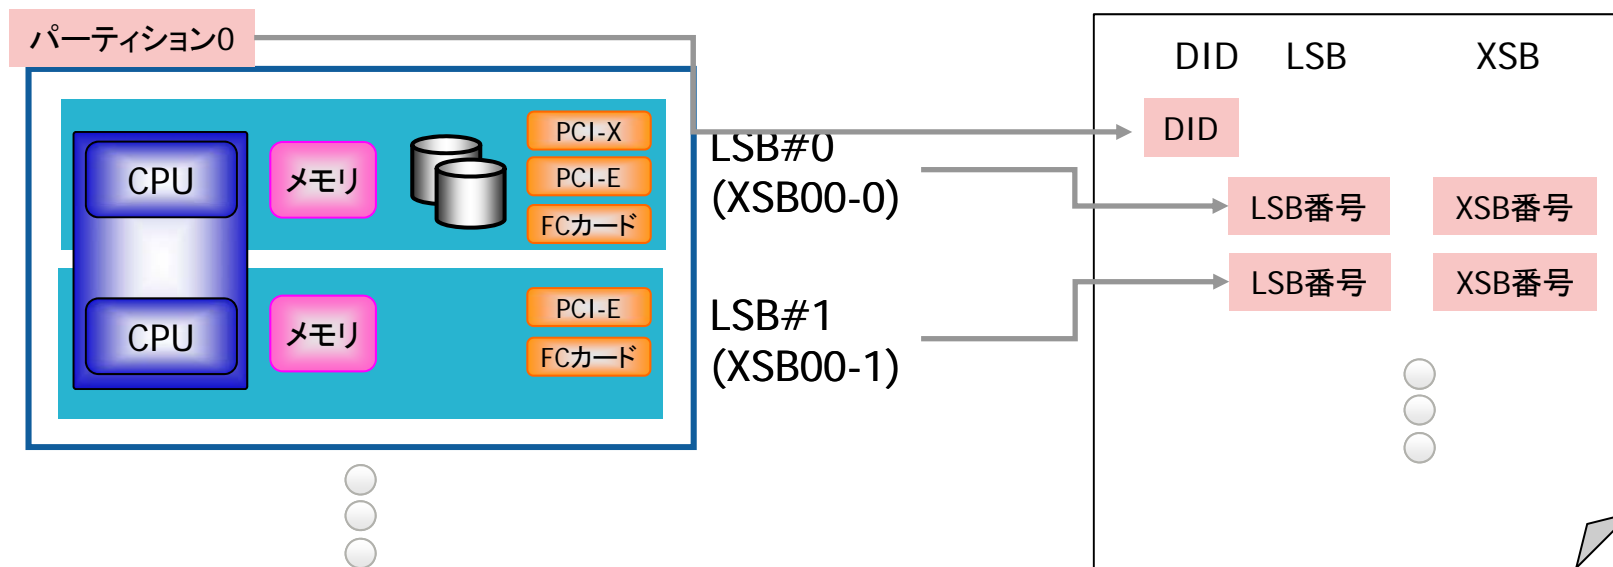 パーティション0
CPU
メモリ
PCI-X
PCI-E
FCカード
LSB#0
(XSB00-0)
CPU
メモリ
PCI-E
FCカード
LSB#1
(XSB00-1)
DID LSB XSB
DID
LSB番号 XSB番号
LSB番号 XSB番号